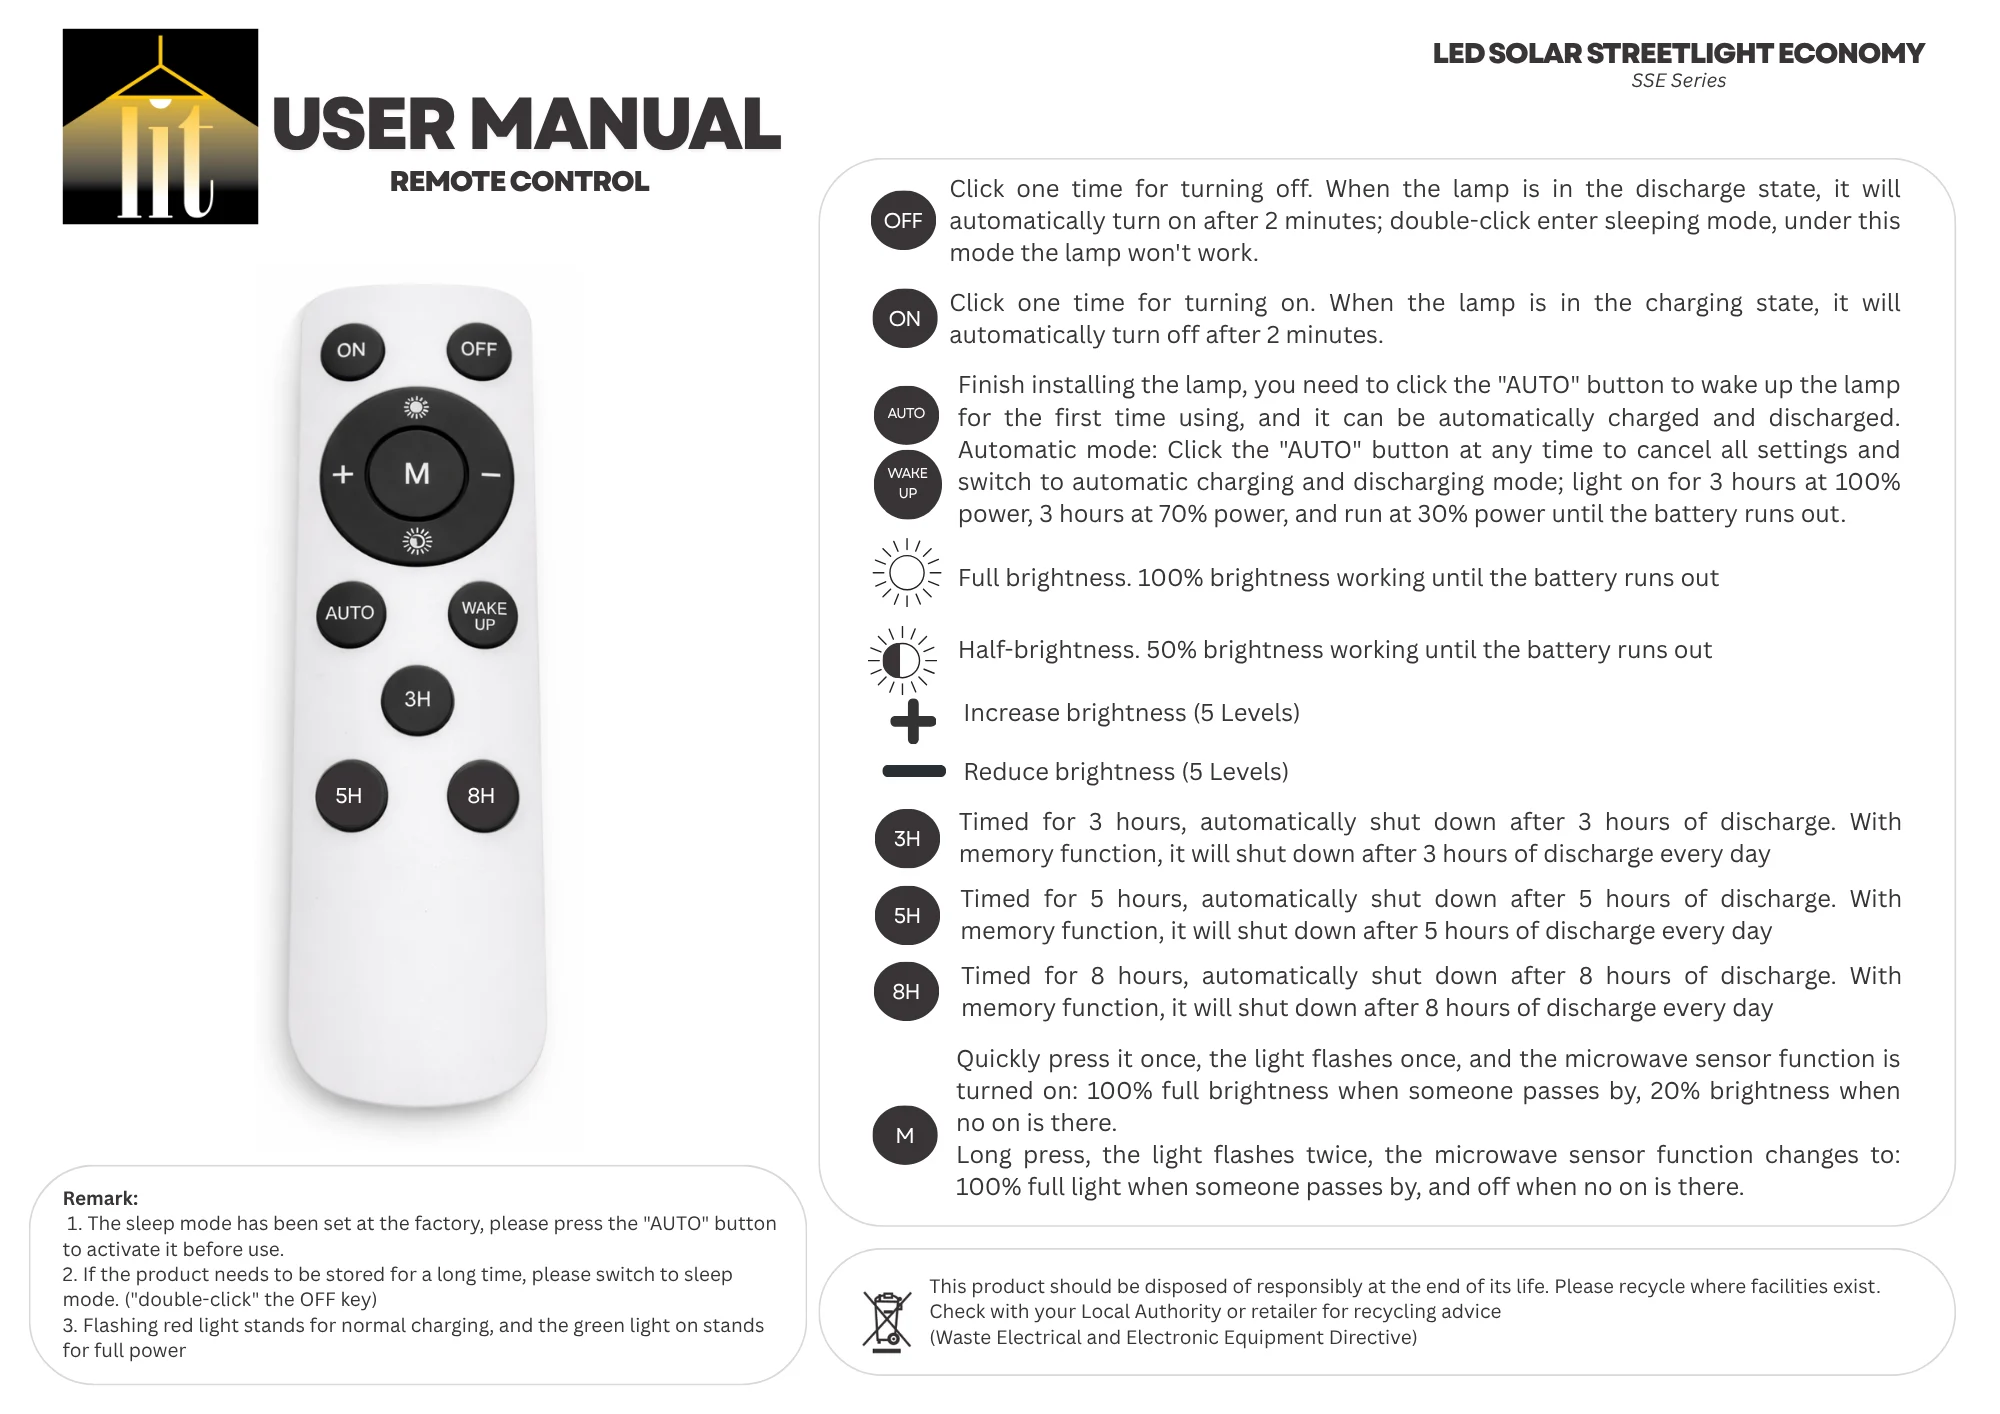 lit
USER MANUAL
REMOTE CONTROL
LED SOLAR STREETLIGHT ECONOMY
SSE Series
ON
OFF
+
M
−
AUTO
WAKE
UP
3H
5H
8H
Remark:
1. The sleep mode has been set at the factory, please press the "AUTO" button
to activate it before use.
2. If the product needs to be stored for a long time, please switch to sleep
mode. ("double-click" the OFF key)
3. Flashing red light stands for normal charging, and the green light on stands
for full power
OFF
Click one time for turning off. When the lamp is in the discharge state, it will
automatically turn on after 2 minutes; double-click enter sleeping mode, under this
mode the lamp won't work.
ON
Click one time for turning on. When the lamp is in the charging state, it will
automatically turn off after 2 minutes.
AUTO
WAKE
UP
Finish installing the lamp, you need to click the "AUTO" button to wake up the lamp
for the first time using, and it can be automatically charged and discharged.
Automatic mode: Click the "AUTO" button at any time to cancel all settings and
switch to automatic charging and discharging mode; light on for 3 hours at 100%
power, 3 hours at 70% power, and run at 30% power until the battery runs out.
Full brightness. 100% brightness working until the battery runs out
Half-brightness. 50% brightness working until the battery runs out
Increase brightness (5 Levels)
Reduce brightness (5 Levels)
3H
Timed for 3 hours, automatically shut down after 3 hours of discharge. With
memory function, it will shut down after 3 hours of discharge every day
5H
Timed for 5 hours, automatically shut down after 5 hours of discharge. With
memory function, it will shut down after 5 hours of discharge every day
8H
Timed for 8 hours, automatically shut down after 8 hours of discharge. With
memory function, it will shut down after 8 hours of discharge every day
M
Quickly press it once, the light flashes once, and the microwave sensor function is
turned on: 100% full brightness when someone passes by, 20% brightness when
no on is there.
Long press, the light flashes twice, the microwave sensor function changes to:
100% full light when someone passes by, and off when no on is there.
This product should be disposed of responsibly at the end of its life. Please recycle where facilities exist.
Check with your Local Authority or retailer for recycling advice
(Waste Electrical and Electronic Equipment Directive)